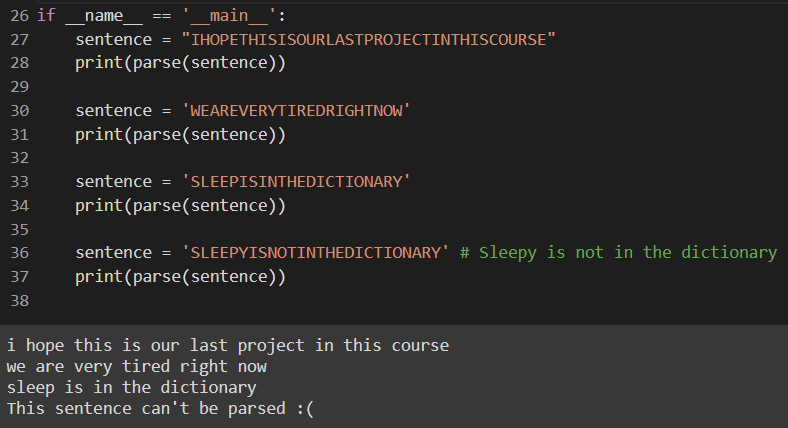 26 if __name__ == '__main__':
27     sentence = "IHOPETHISISOURLASTPROJECTINTHISCOURSE"
28     print(parse(sentence))
29
30     sentence = 'WEAREVERYTIREDRIGHTNOW'
31     print(parse(sentence))
32
33     sentence = 'SLEEPISINTHEDICTIONARY'
34     print(parse(sentence))
35
36     sentence = 'SLEEPYISNOTINTHEDICTIONARY' # Sleepy is not in the dictionary
37     print(parse(sentence))
38
i hope this is our last project in this course
we are very tired right now
sleep is in the dictionary
This sentence can't be parsed :(